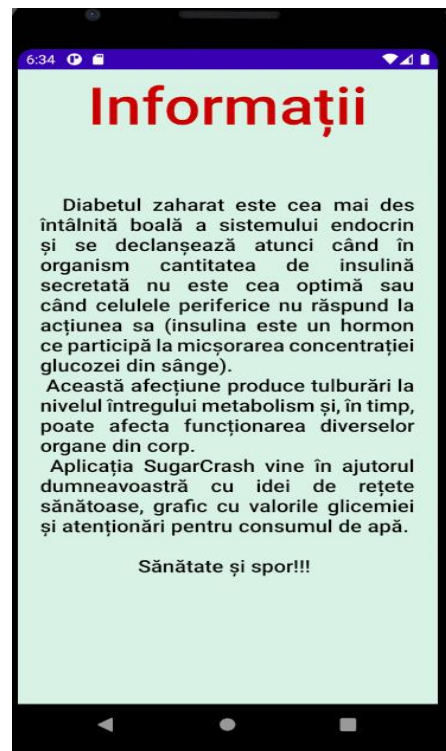 6:34
Informații
Diabetul zaharat este cea mai des
întâlnită boală a sistemului endocrin
și se declanșează atunci când în
organism cantitatea de insulină
secretată nu este cea optimă sau
când celulele periferice nu răspund la
acțiunea sa (insulina este un hormon
ce participă la micșorarea concentrației
glucozei din sânge).
Această afecțiune produce tulburări la
nivelul întregului metabolism și, în timp,
poate afecta funcționarea diverselor
organe din corp.
Aplicația SugarCrash vine în ajutorul
dumneavoastră cu idei de rețete
sănătoase, grafic cu valorile glicemiei
și atenționări pentru consumul de apă.
Sănătate și spor!!!